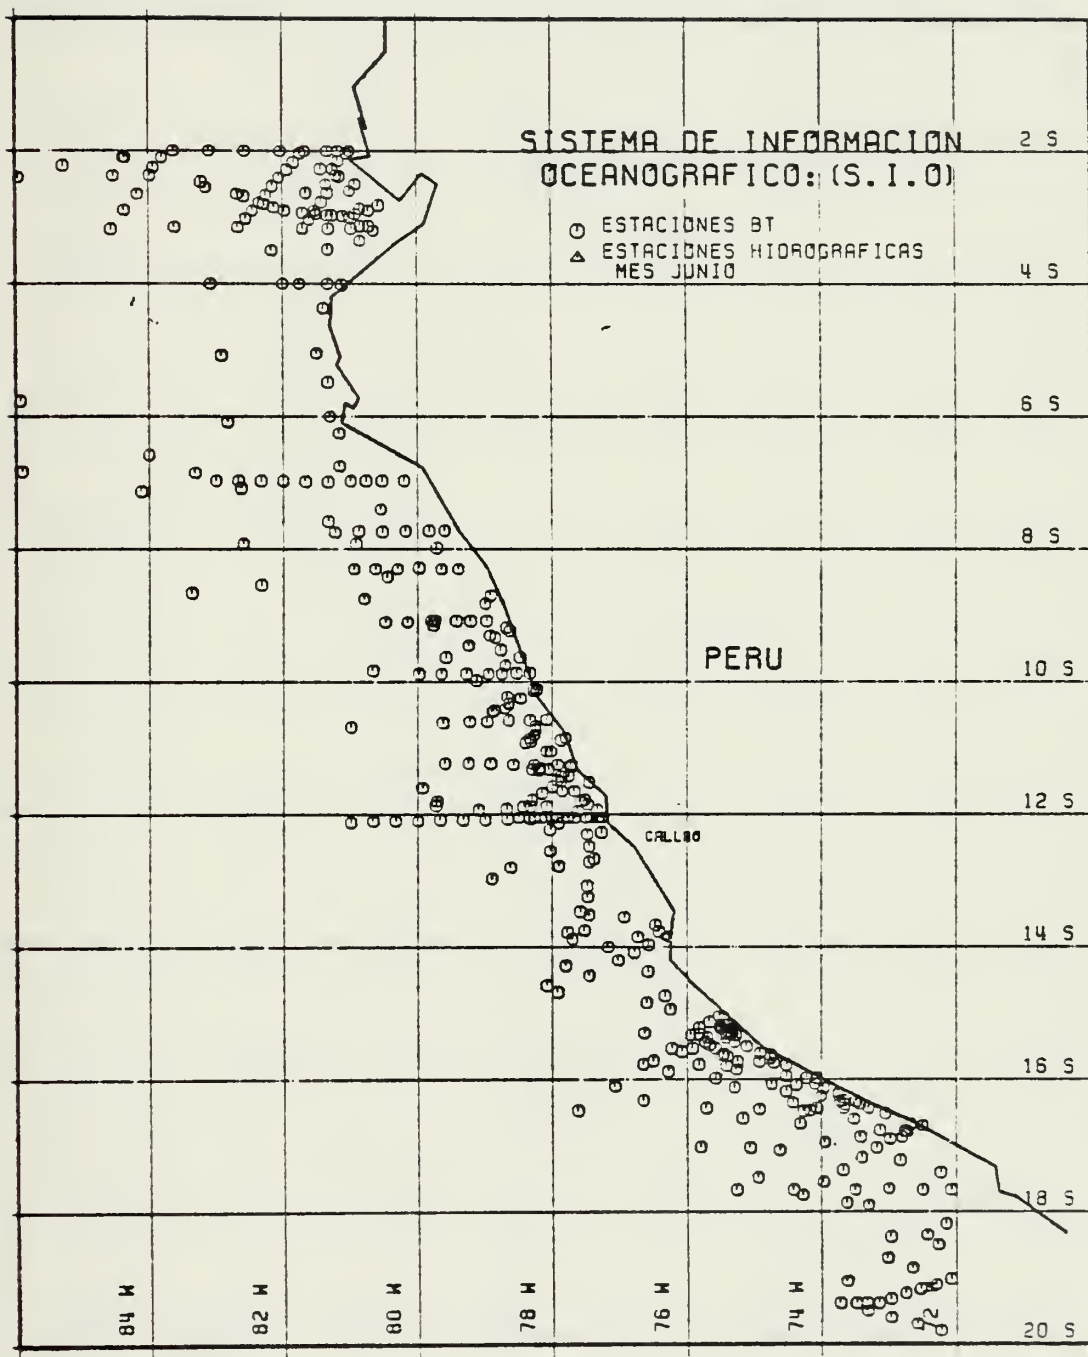 SISTEMA DE INFORMACION
OCEANOGRAFICO: (S.I.O)
ESTACIONES BT
ESTACIONES HIDROGRAFICAS
MES JUNIO
2 S
4 S
6 S
8 S
PERU
10 S
12 S
CALLAO
14 S
16 S
18 S
84 W
82 W
80 W
78 W
76 W
74 W
72
20 S